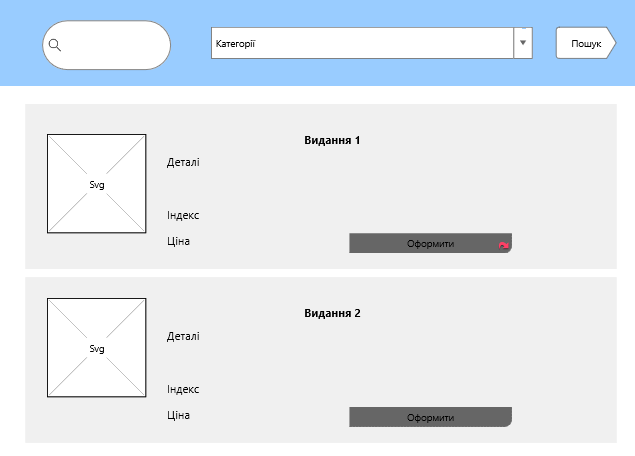 Категорії
Пошук
Видання 1
Svg
Деталі
Індекс
Ціна
Оформити
Видання 2
Svg
Деталі
Індекс
Ціна
Оформити